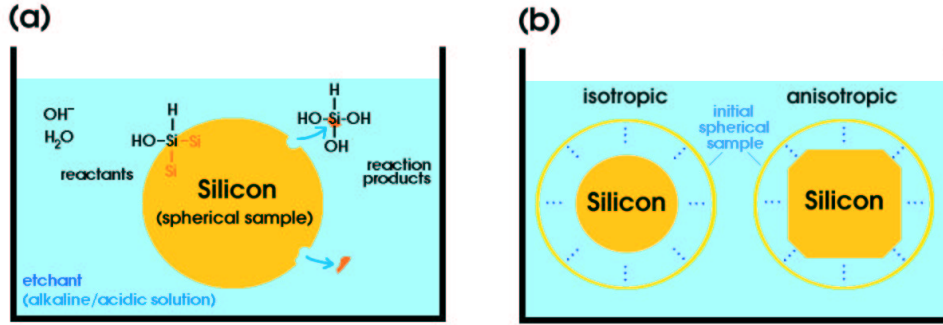 (a)
OH⁻
H₂O
reactants
H
HO-Si-Si
Si
H
HO-Si-OH
OH
reaction
products
Silicon
(spherical sample)
etchant
(alkaline/acidic solution)
(b)
isotropic
initial
spherical
sample
anisotropic
Silicon
Silicon